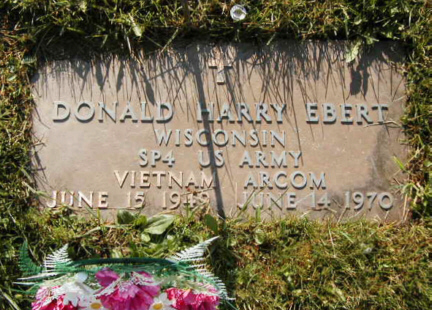 DONALD HARRY EBERT
WISCONSIN
SP4 US ARMY
VIETNAM ARCOM
JUNE 15 1949 JUNE 14 1970